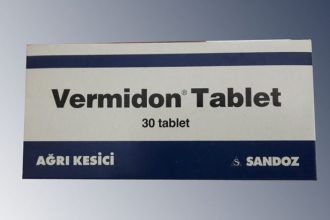 Vermidon® Tablet
30 tablet
AĞRI KESİCİ
SANDOZ